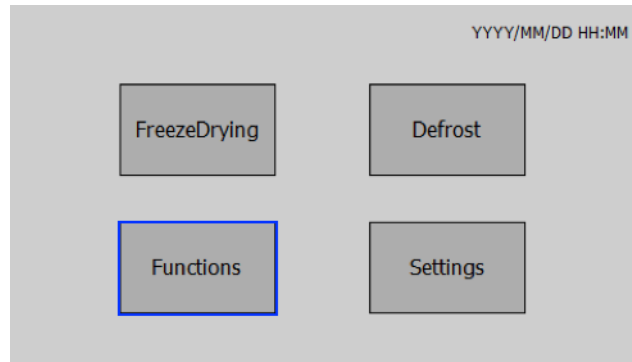 YYYY/MM/DD HH:MM
FreezeDrying
Defrost
Functions
Settings